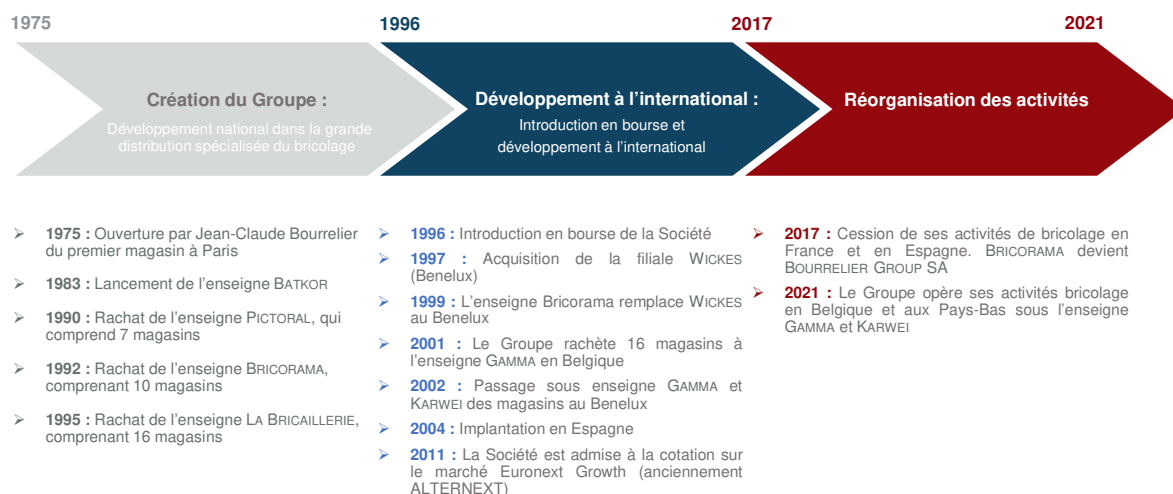 1975
1996
2017
2021
Création du Groupe :
Développement national dans la grande
distribution spécialisée du bricolage
Développement à l'international :
Introduction en bourse et
développement à l'international
Réorganisation des activités
➢ 1975 : Ouverture par Jean-Claude Bourrelier
du premier magasin à Paris
➢ 1983 : Lancement de l'enseigne BATKOR
➢ 1990 : Rachat de l'enseigne PICTORAL, qui
comprend 7 magasins
➢ 1992 : Rachat de l'enseigne BRICORAMA,
comprenant 10 magasins
➢ 1995 : Rachat de l'enseigne LA BRICAILLERIE,
comprenant 16 magasins
➢ 1996 : Introduction en bourse de la Société
➢ 1997 : Acquisition de la filiale WICKES
(Benelux)
➢ 1999 : L'enseigne Bricorama remplace WICKES
au Benelux
➢ 2001 : Le Groupe rachète 16 magasins à
l'enseigne GAMMA en Belgique
➢ 2002 : Passage sous enseigne GAMMA et
KARWEI des magasins au Benelux
➢ 2004 : Implantation en Espagne
➢ 2011 : La Société est admise à la cotation sur
le marché Euronext Growth (anciennement
ALTERNEXT)
➢ 2017 : Cession de ses activités de bricolage en
France et en Espagne. BRICORAMA devient
BOURRELIER GROUP SA
➢ 2021 : Le Groupe opère ses activités bricolage
en Belgique et aux Pays-Bas sous l'enseigne
GAMMA et KARWEI